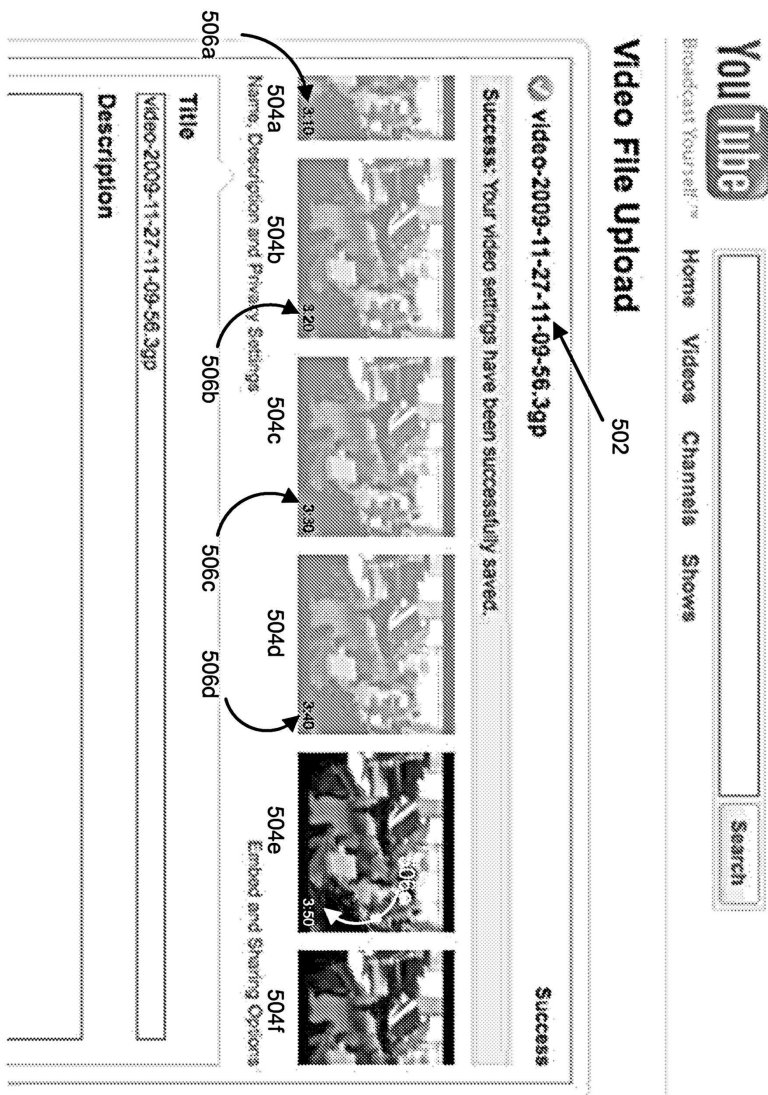 You Tube
Broadcast Yourself ™
Home Videos Channels Shows
Search
Video File Upload
502
video-2009-11-27-11-09-56.3gp
Success
Success: Your video settings have been successfully saved.
3:10
3:20
3:30
3:40
3:50
506
504a
504b
504c
504d
504e
504f
Name, Description and Privacy Settings
Embed and Sharing Options
506a
506b
506c
506d
Title
video-2009-11-27-11-09-56.3gp
Description